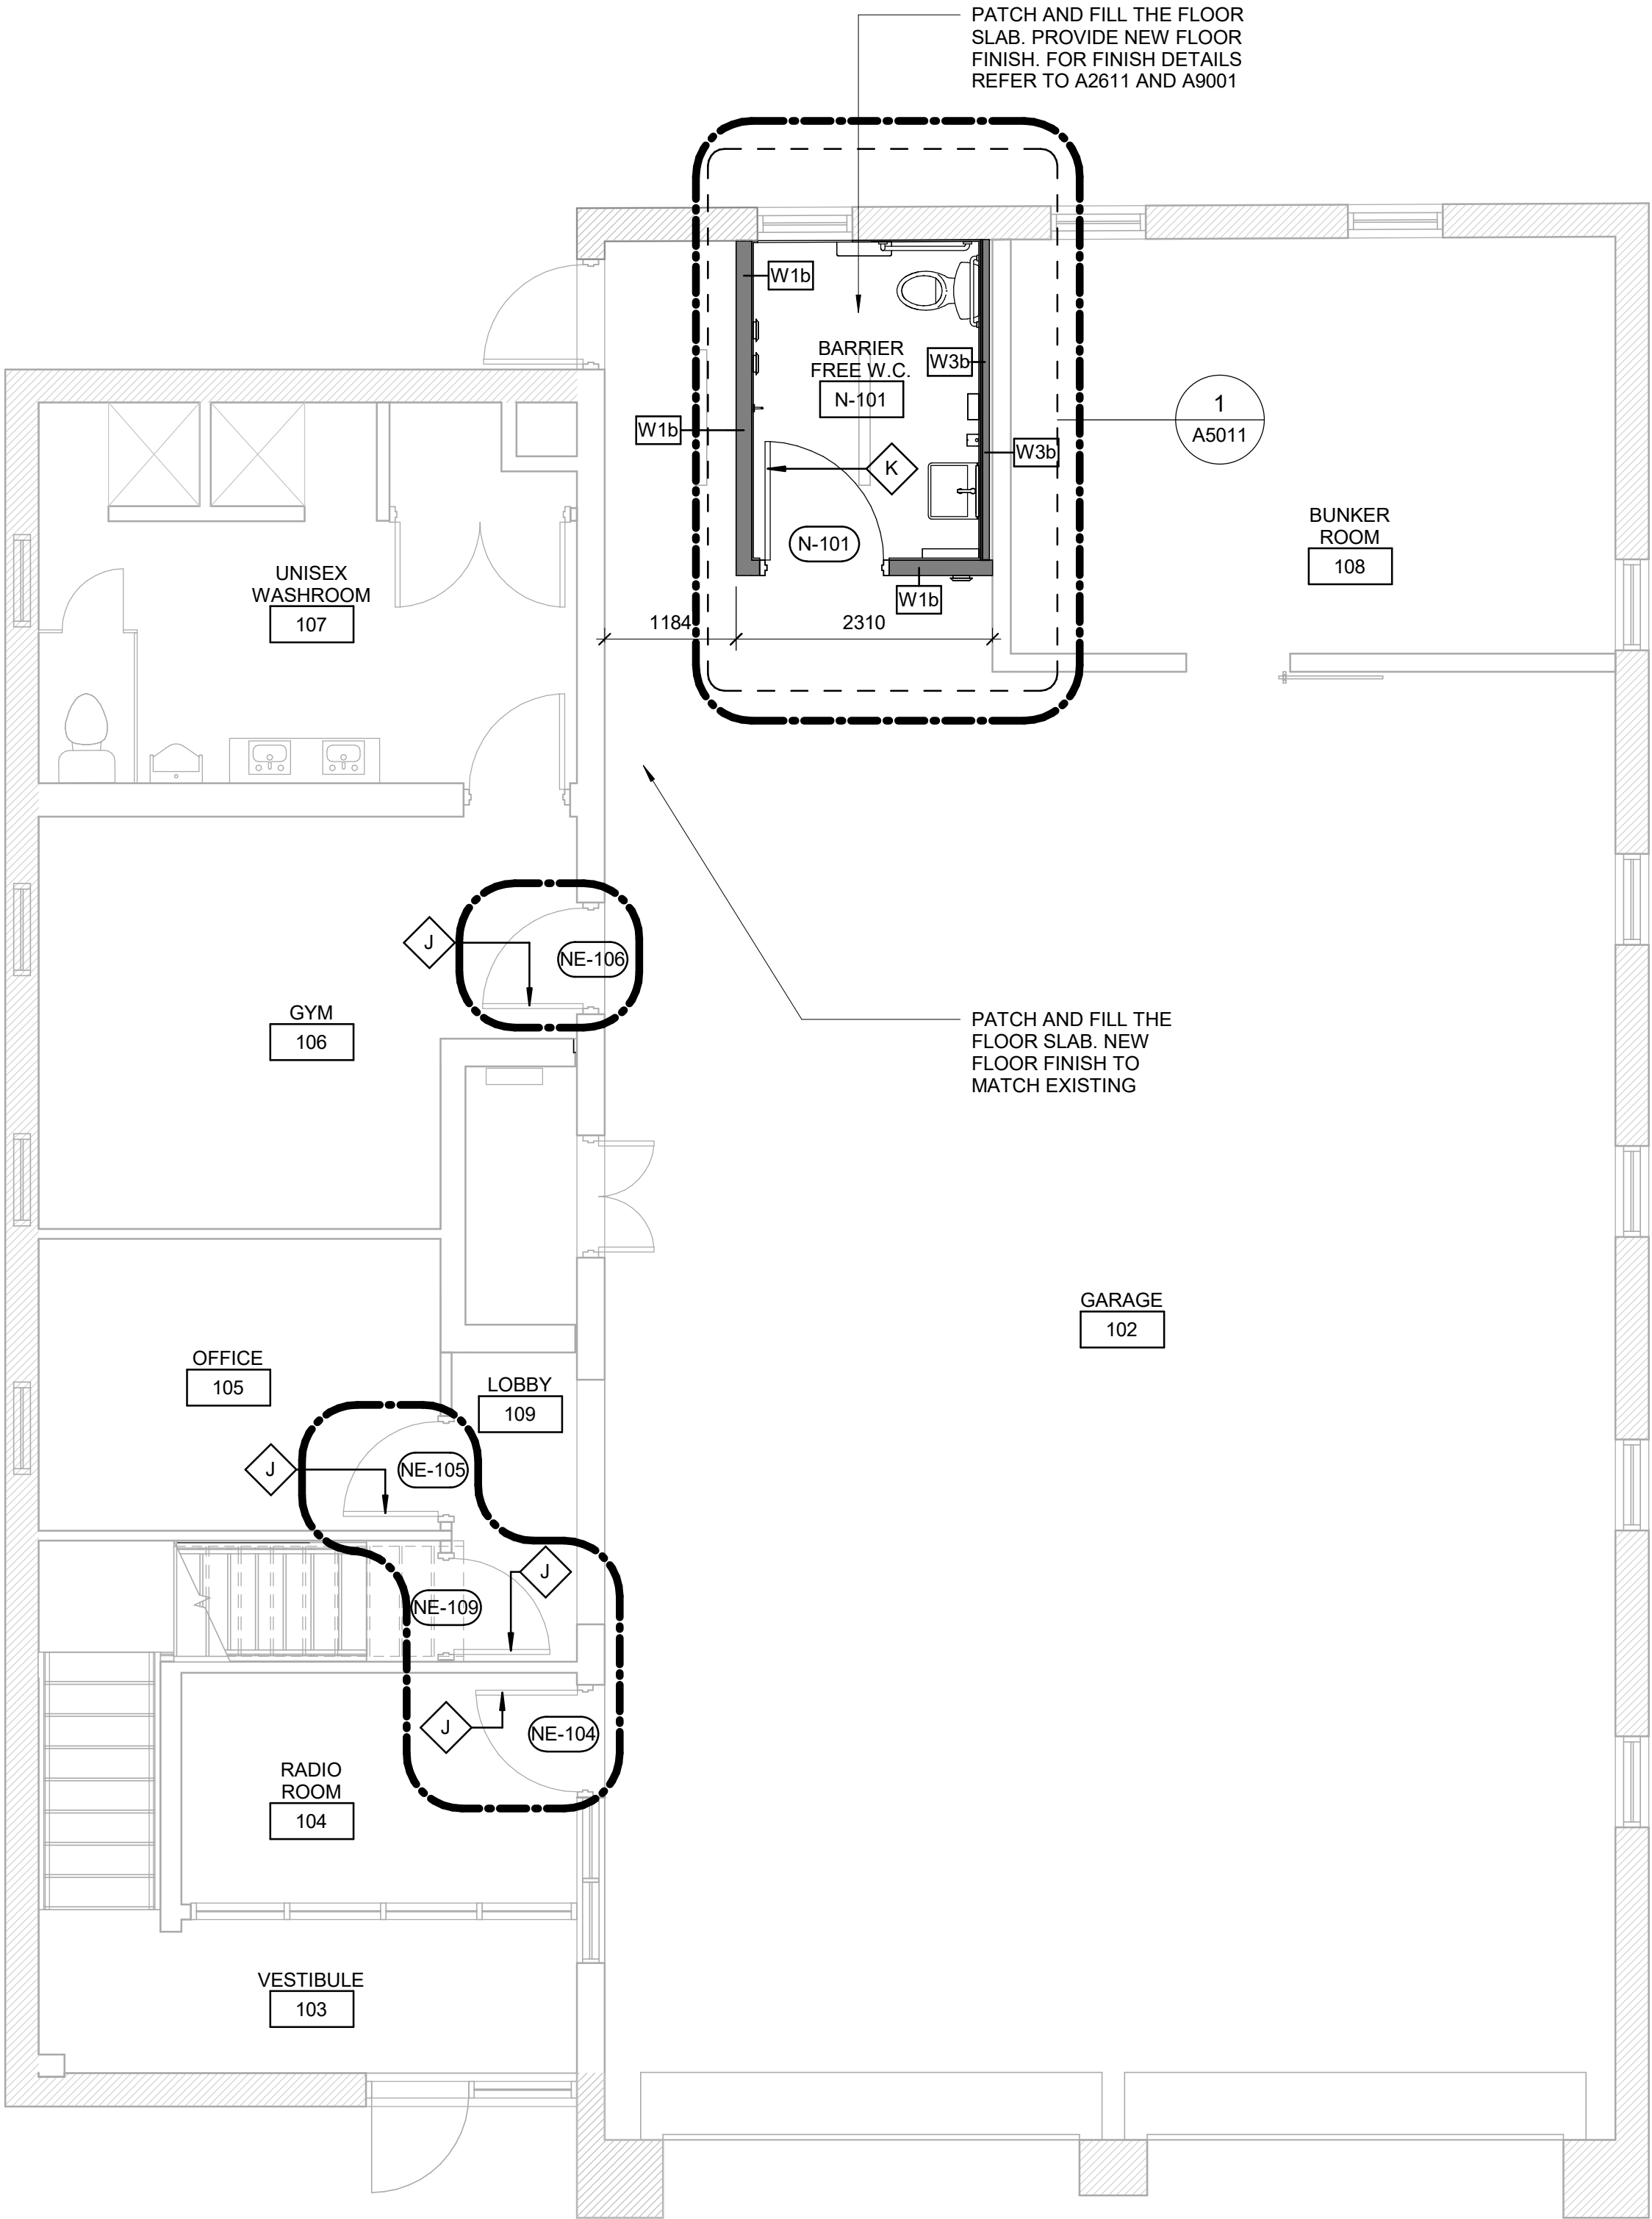 PATCH AND FILL THE FLOOR
SLAB. PROVIDE NEW FLOOR
FINISH. FOR FINISH DETAILS
REFER TO A2611 AND A9001
W1b
BARRIER
FREE W.C.
N-101
W3b
W1b
W3b
K
1
A5011
N-101
W1b
1184
2310
BUNKER
ROOM
108
UNISEX
WASHROOM
107
J
NE-106
GYM
106
PATCH AND FILL THE
FLOOR SLAB. NEW
FLOOR FINISH TO
MATCH EXISTING
GARAGE
102
OFFICE
105
LOBBY
109
J
NE-105
J
NE-109
J
NE-104
RADIO
ROOM
104
VESTIBULE
103